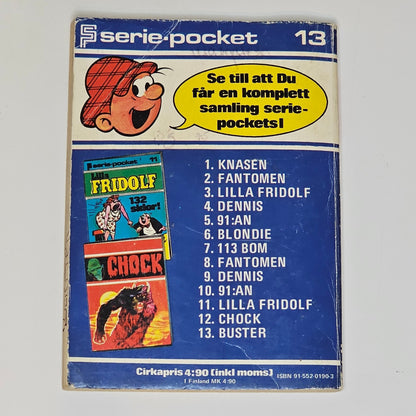 serie-pocket 13
Se till att Du
får en komplett
samling serie-
pockets!
serie-pocket 11
Lilla
FRIDOLF
132
sidor!
CHOCK
1. KNASEN
2. FANTOMEN
3. LILLA FRIDOLF
4. DENNIS
5. 91:AN
6. BLONDIE
7. 113 BOM
8. FANTOMEN
9. DENNIS
10. 91:AN
11. LILLA FRIDOLF
12. CHOCK
13. BUSTER
Cirkapris 4:90 [inkl moms]
I Finland MK 4:90
ISBN 91-552-0190-3